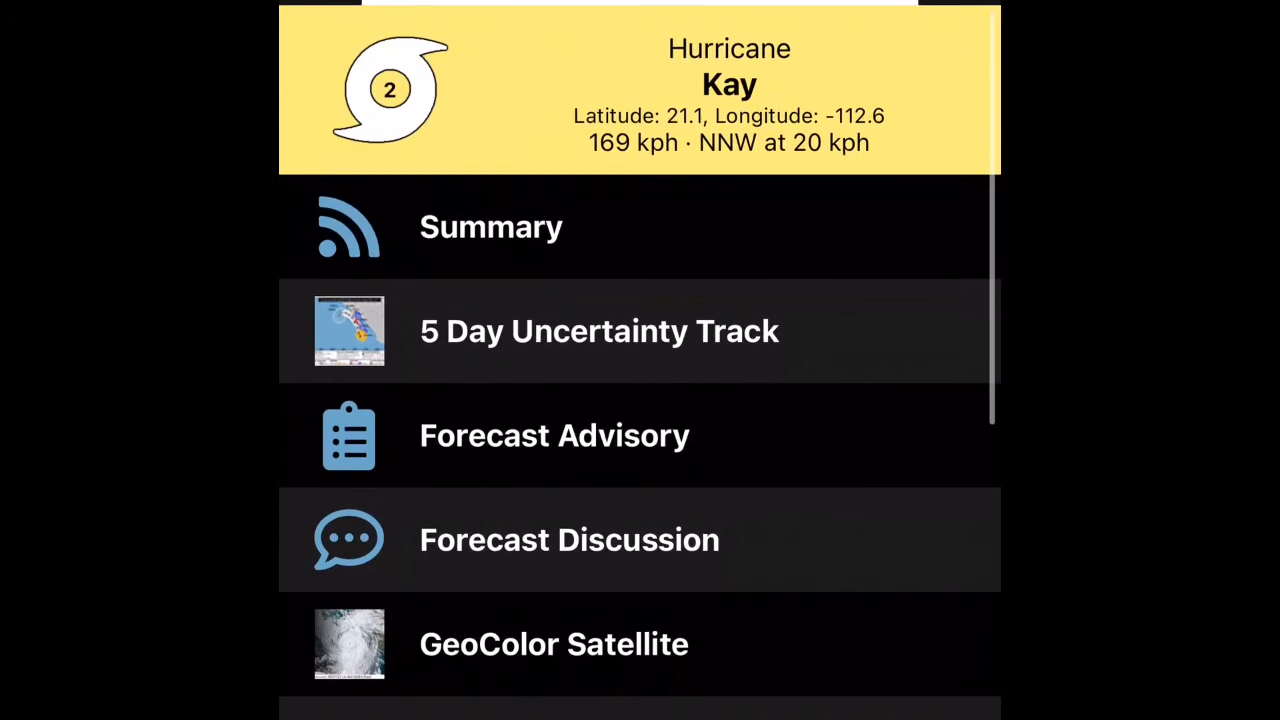 Hurricane
Kay
2
Latitude: 21.1, Longitude: -112.6
169 kph · NNW at 20 kph
Summary
5 Day Uncertainty Track
Forecast Advisory
Forecast Discussion
GeoColor Satellite